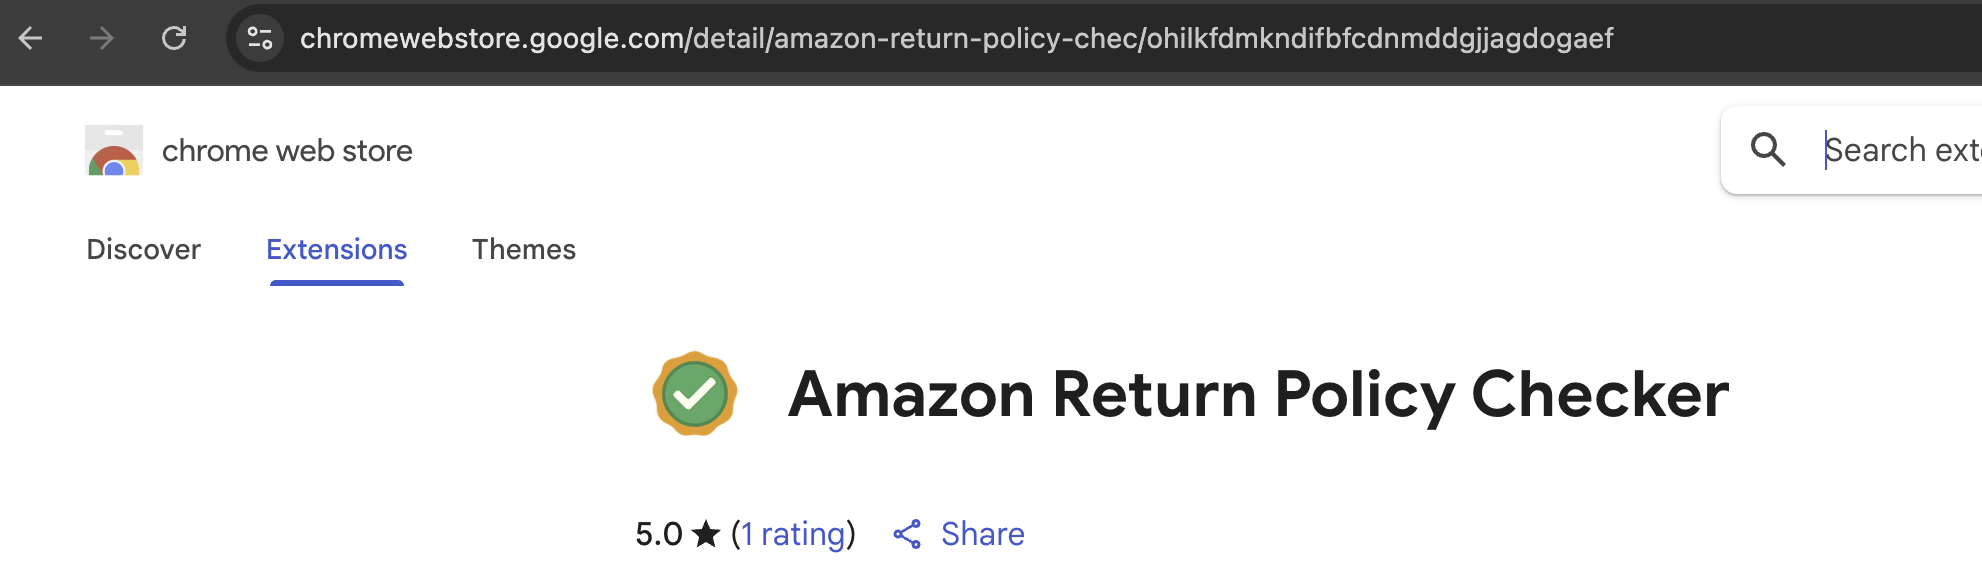 chromewebstore.google.com/detail/amazon-return-policy-chec/ohilkfdmkndifbfcdnmddgjjagdogaef
chrome web store
Search ext
Discover Extensions Themes
Amazon Return Policy Checker
5.0 ★ (1 rating) Share